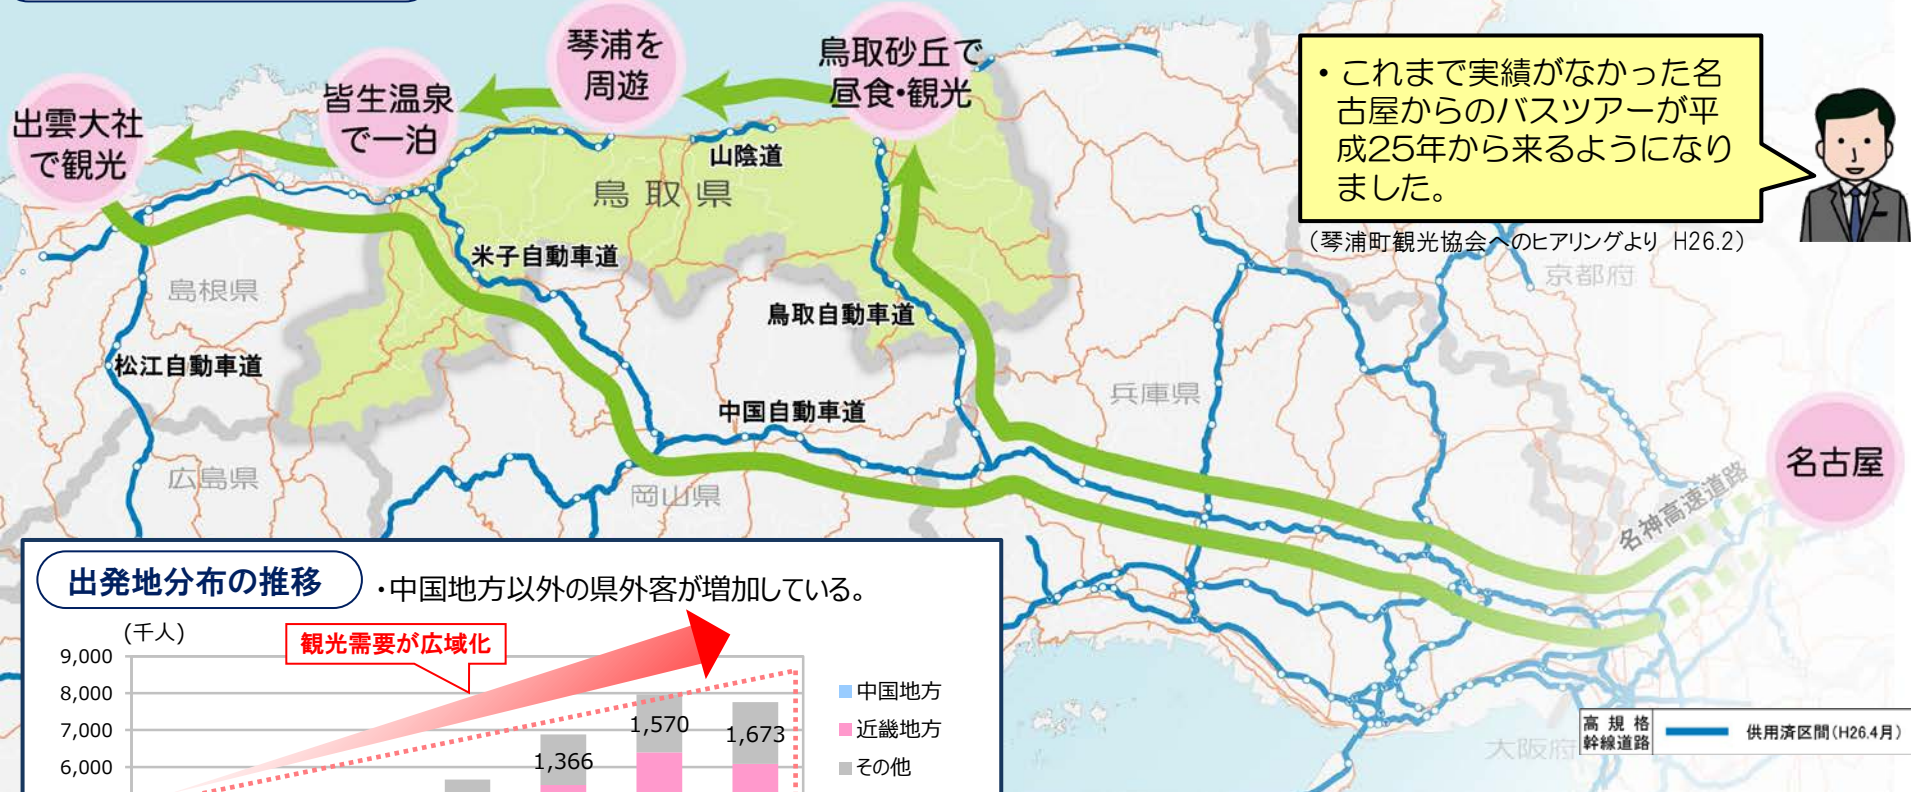 出雲大社
で観光
皆生温泉
で一泊
琴浦を
周遊
鳥取砂丘で
昼食・観光
・これまで実績がなかった名
古屋からのバスツアーが平
成25年から来るようになり
ました。
（琴浦町観光協会へのヒアリングより H26.2）
山陰道
鳥取県
米子自動車道
鳥取自動車道
島根県
松江自動車道
京都府
兵庫県
中国自動車道
広島県
岡山県
名古屋
名神高速道路
大阪府
高規格
幹線道路
供用済区間(H26.4月)
出発地分布の推移
・中国地方以外の県外客が増加している。
(千人)
観光需要が広域化
9,000
8,000
7,000
6,000
1,366
1,570
1,673
中国地方
近畿地方
その他